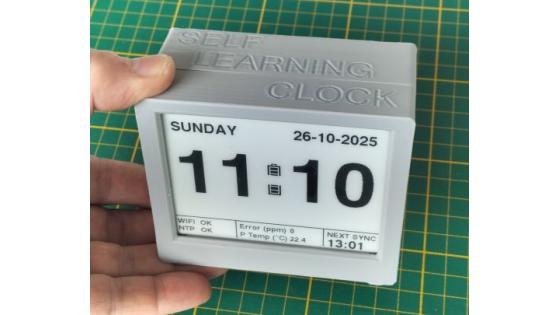 SELF
LEARNING
CLOCK
SUNDAY 26-10-2025
11:10
WIFI OK
NTP OK
Error (ppm) 0
P Temp (°C) 22.4
NEXT SYNC
13:01